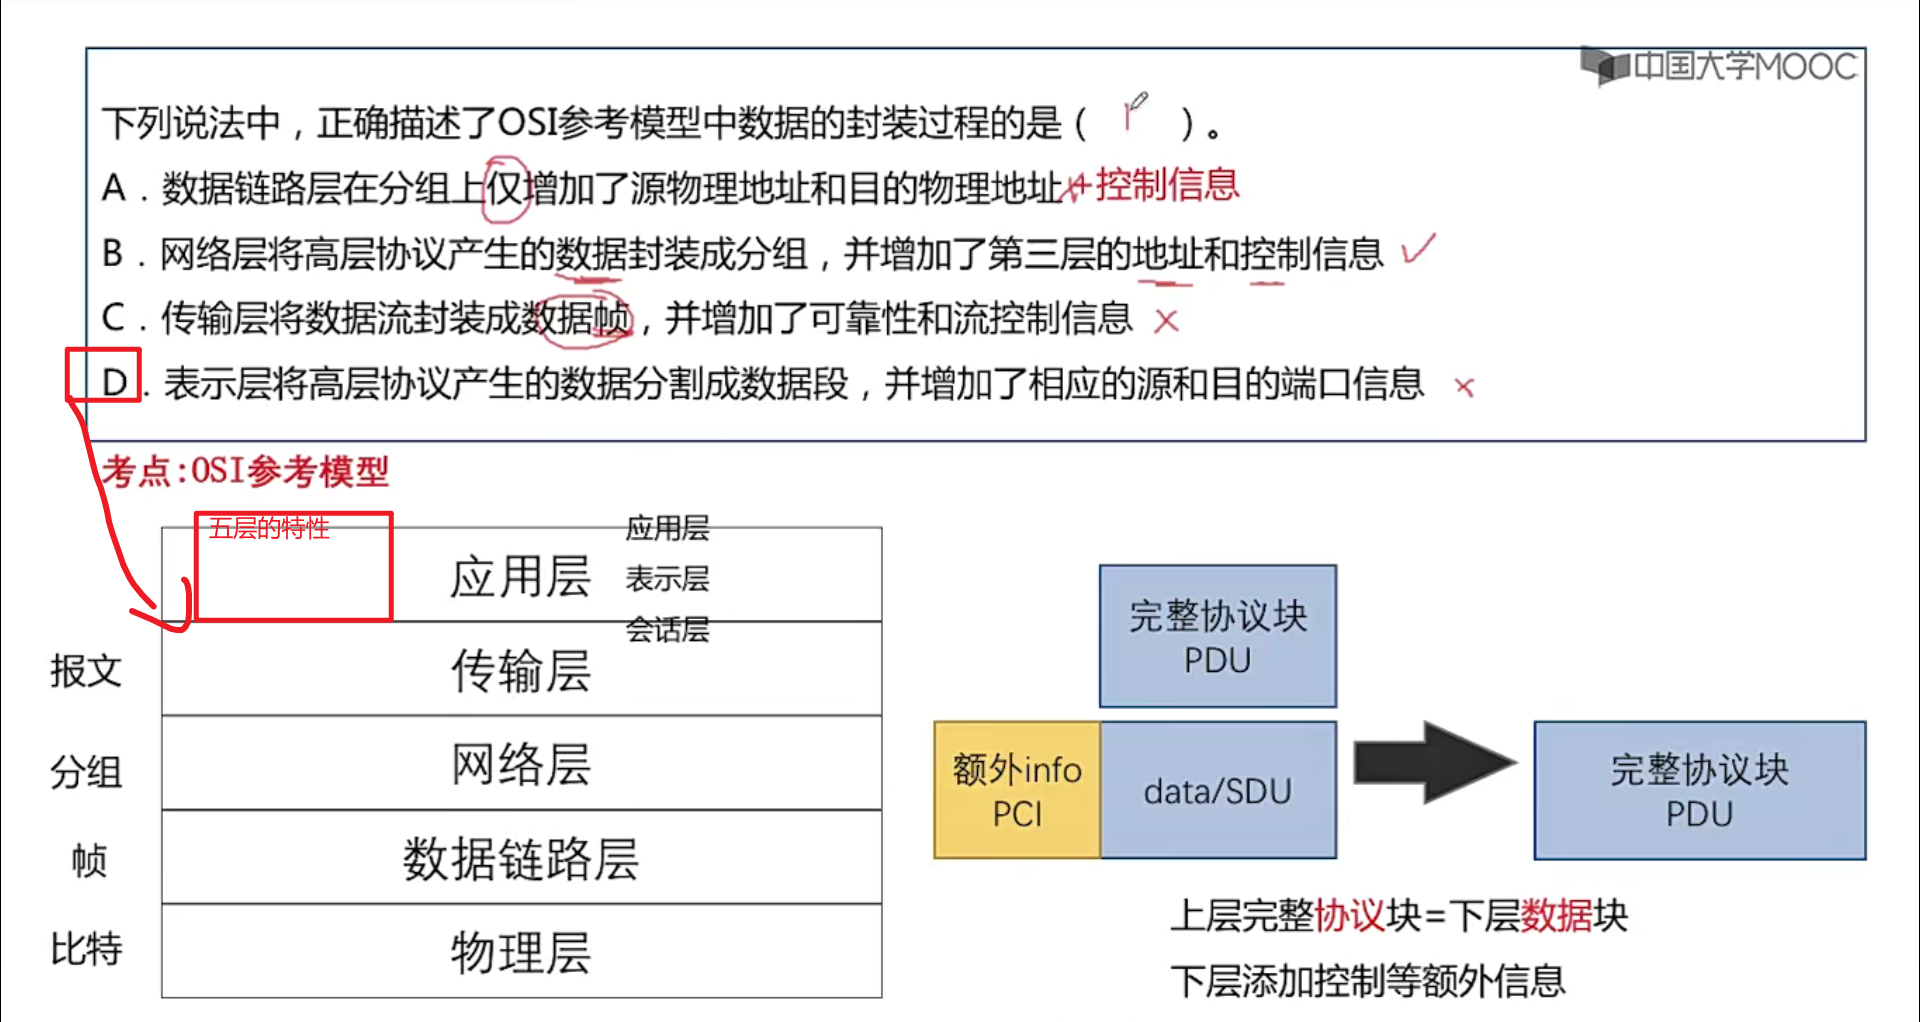 中国大学MOOC
下列说法中，正确描述了OSI参考模型中数据的封装过程的是（ ）。
A．数据链路层在分组上仅增加了源物理地址和目的物理地址+控制信息
B．网络层将高层协议产生的数据封装成分组，并增加了第三层的地址和控制信息
C．传输层将数据流封装成数据帧，并增加了可靠性和流控制信息
D．表示层将高层协议产生的数据分割成数据段，并增加了相应的源和目的端口信息
考点:OSI参考模型
五层的特性
应用层
应用层
表示层
会话层
报文
传输层
分组
网络层
帧
数据链路层
比特
物理层
完整协议块
PDU
额外info
PCI
data/SDU
完整协议块
PDU
上层完整协议块=下层数据块
下层添加控制等额外信息